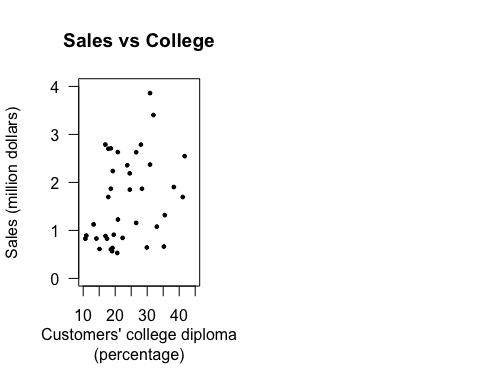 Sales vs College
Sales (million dollars)
4
3
2
1
0
10 20 30 40
Customers' college diploma
(percentage)